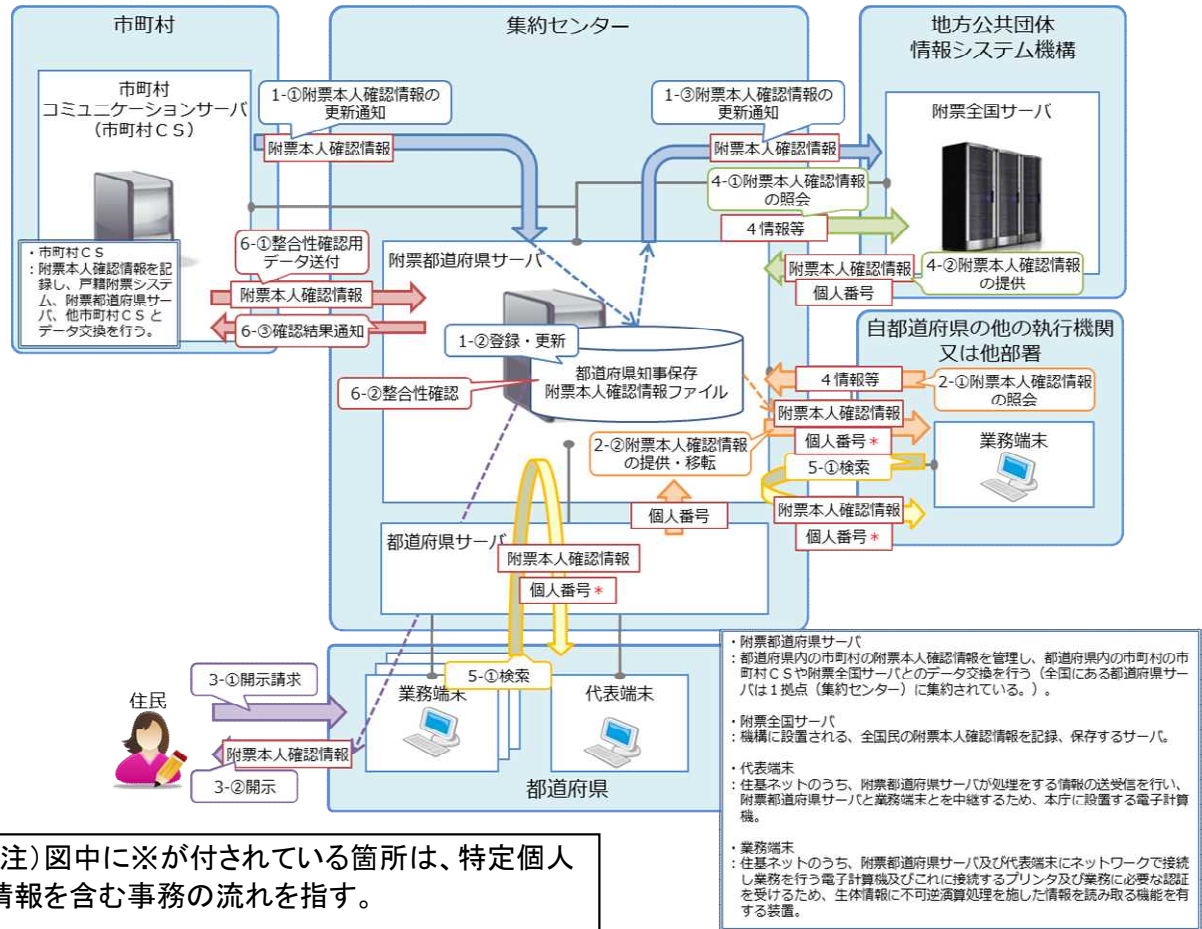 市町村
集約センター
地方公共団体
情報システム機構
市町村
コミュニケーションサーバ
(市町村CS)
1-①附票本人確認情報の
更新通知
附票本人確認情報
1-③附票本人確認情報の
更新通知
附票本人確認情報
附票全国サーバ
4-①附票本人確認情報
の照会
4情報等
附票本人確認情報
個人番号
4-②附票本人確認情報
の提供
・市町村CS
：附票本人確認情報を記
録し、戸籍附票システ
ム、附票都道府県サー
バ、他市町村CSと
データ交換を行う。
6-①整合性確認用
データ送付
附票本人確認情報
6-③確認結果通知
附票都道府県サーバ
1-②登録・更新
6-②整合性確認
都道府県知事保存
附票本人確認情報ファイル
自都道府県の他の執行機関
又は他部署
4情報等
2-①附票本人確認情報
の照会
附票本人確認情報
個人番号*
2-②附票本人確認情報
の提供・移転
業務端末
5-①検索
附票本人確認情報
個人番号*
個人番号
都道府県サーバ
附票本人確認情報
個人番号*
3-①開示請求
住民
附票本人確認情報
3-②開示
5-①検索
業務端末
代表端末
都道府県
・附票都道府県サーバ
：都道府県内の市町村の附票本人確認情報を管理し、都道府県内の市町村の市
町村CSや附票全国サーバとのデータ交換を行う（全国にある都道府県サー
バは１拠点（集約センター）に集約されている。）。
・附票全国サーバ
：機構に設置される、全国民の附票本人確認情報を記録、保存するサーバ。
・代表端末
：住基ネットのうち、附票都道府県サーバが処理をする情報の送受信を行い、
附票都道府県サーバと業務端末とを中継するため、本庁に設置する電子計算
機。
・業務端末
：住基ネットのうち、附票都道府県サーバ及び代表端末にネットワークで接続
し業務を行う電子計算機及びこれに接続するプリンタ及び業務に必要な認証
を受けるため、生体情報に不可逆演算処理を施した情報を読み取る機能を有
する装置。
注)図中に※が付されている箇所は、特定個人
情報を含む事務の流れを指す。